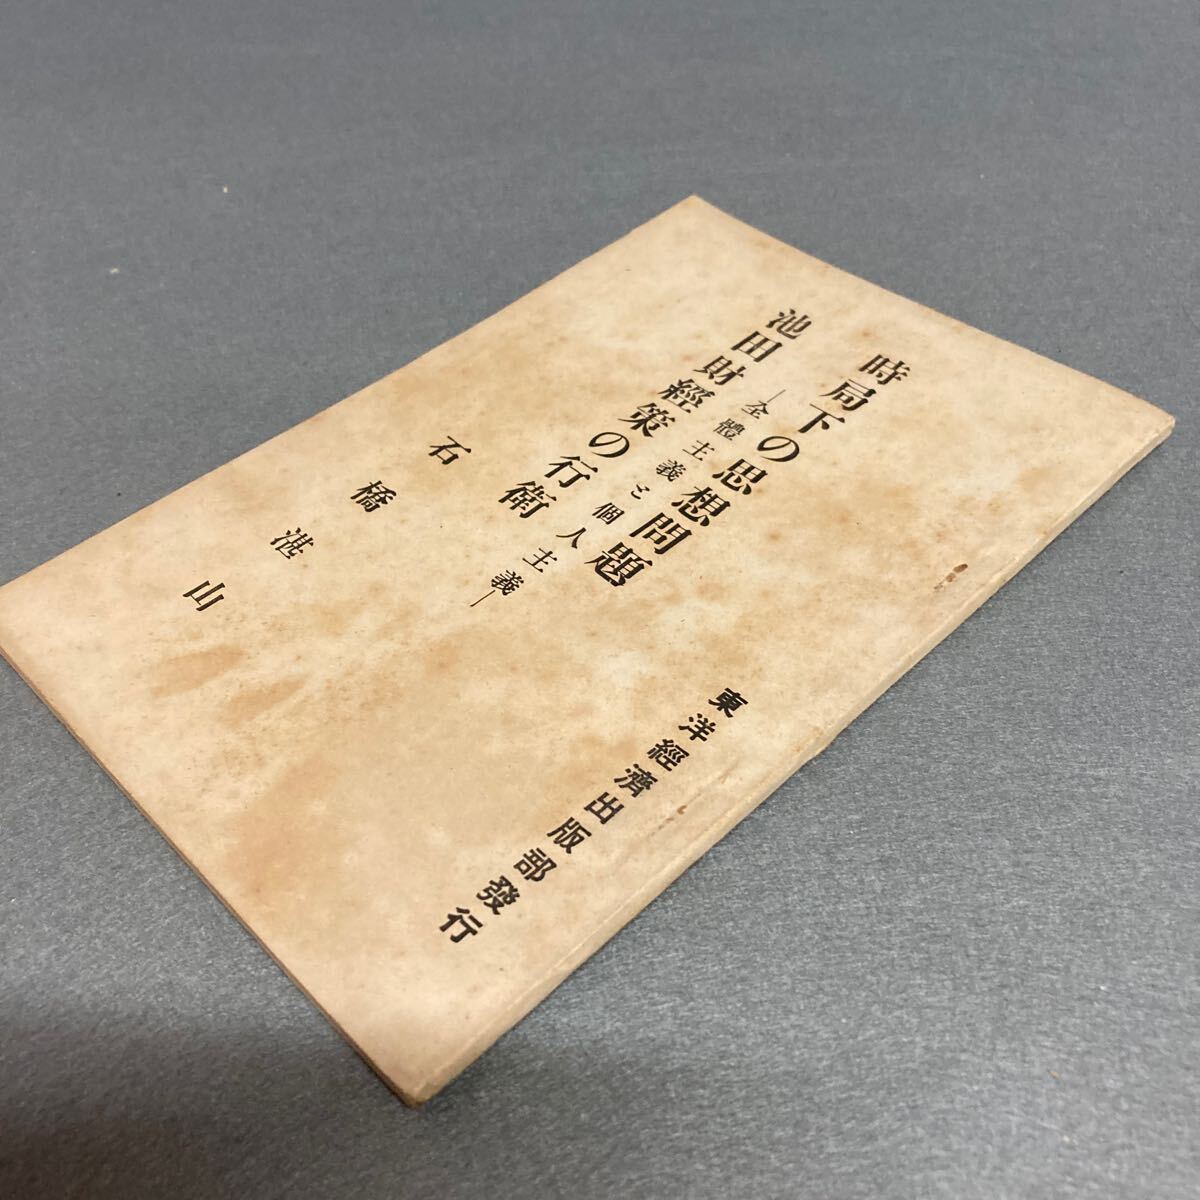 時局下の思想問題
―全體主義と個人主義―
池田財經策の行衛
石橋湛山
東洋經濟出版部發行